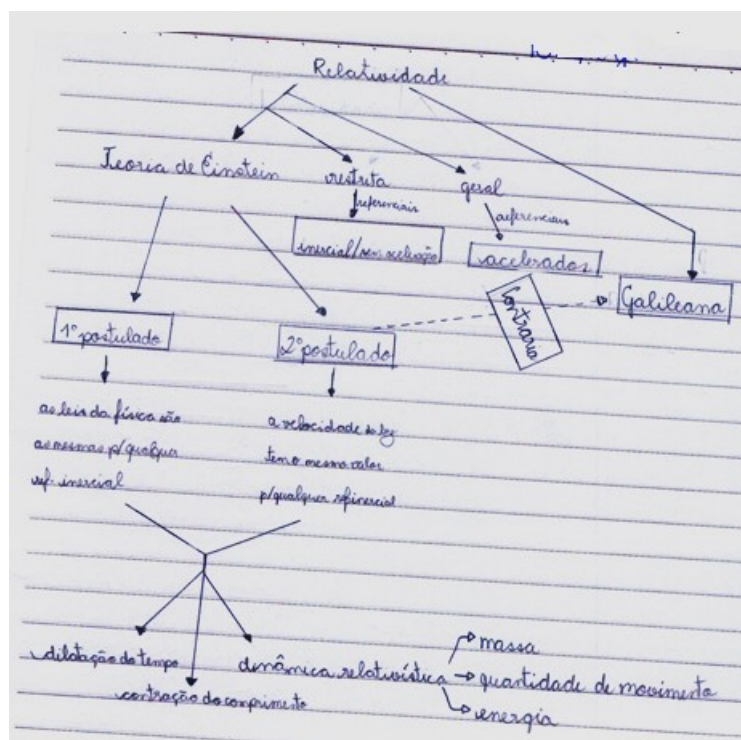 Relatividade
Teoria de Einstein
restrita
geral
referenciais
referenciais
inercial/sem aceleração
acelerados
Galileana
Contraria
1º postulado
2º postulado
as leis da física são
as mesmas p/ qualquer
ref. inercial
a velocidade da luz
tem o mesmo valor
p/ qualquer ref inercial
dilatação do tempo
contração do comprimento
dinâmica relativística
massa
quantidade de movimento
energia